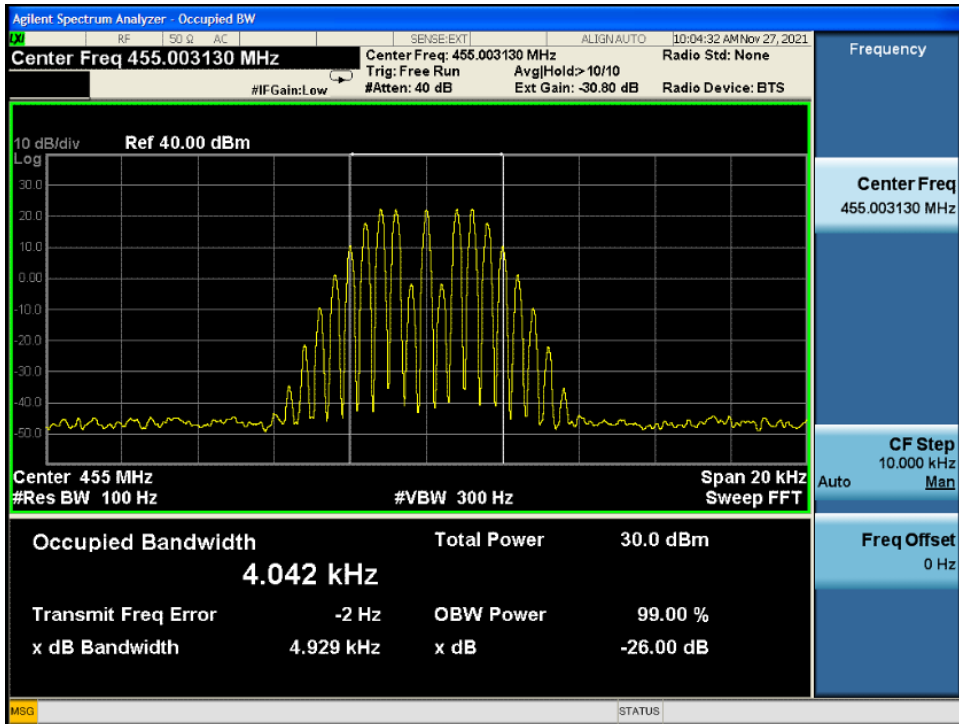 Agilent Spectrum Analyzer - Occupied BW
LXI RF 50 Ω AC SENSE:EXT ALIGN AUTO 10:04:32 AM Nov 27, 2021
Center Freq 455.003130 MHz Center Freq: 455.003130 MHz Radio Std: None
Trig: Free Run Avg|Hold:>10/10
#IFGain:Low #Atten: 40 dB Ext Gain: -30.80 dB Radio Device: BTS
10 dB/div Ref 40.00 dBm
Log
30.0
20.0
10.0
0.00
-10.0
-20.0
-30.0
-40.0
-50.0
Center 455 MHz Span 20 kHz
#Res BW 100 Hz #VBW 300 Hz Sweep FFT
Occupied Bandwidth Total Power 30.0 dBm
4.042 kHz
Transmit Freq Error -2 Hz OBW Power 99.00 %
x dB Bandwidth 4.929 kHz x dB -26.00 dB
MSG STATUS
Frequency
Center Freq
455.003130 MHz
CF Step
10.000 kHz
Auto Man
Freq Offset
0 Hz